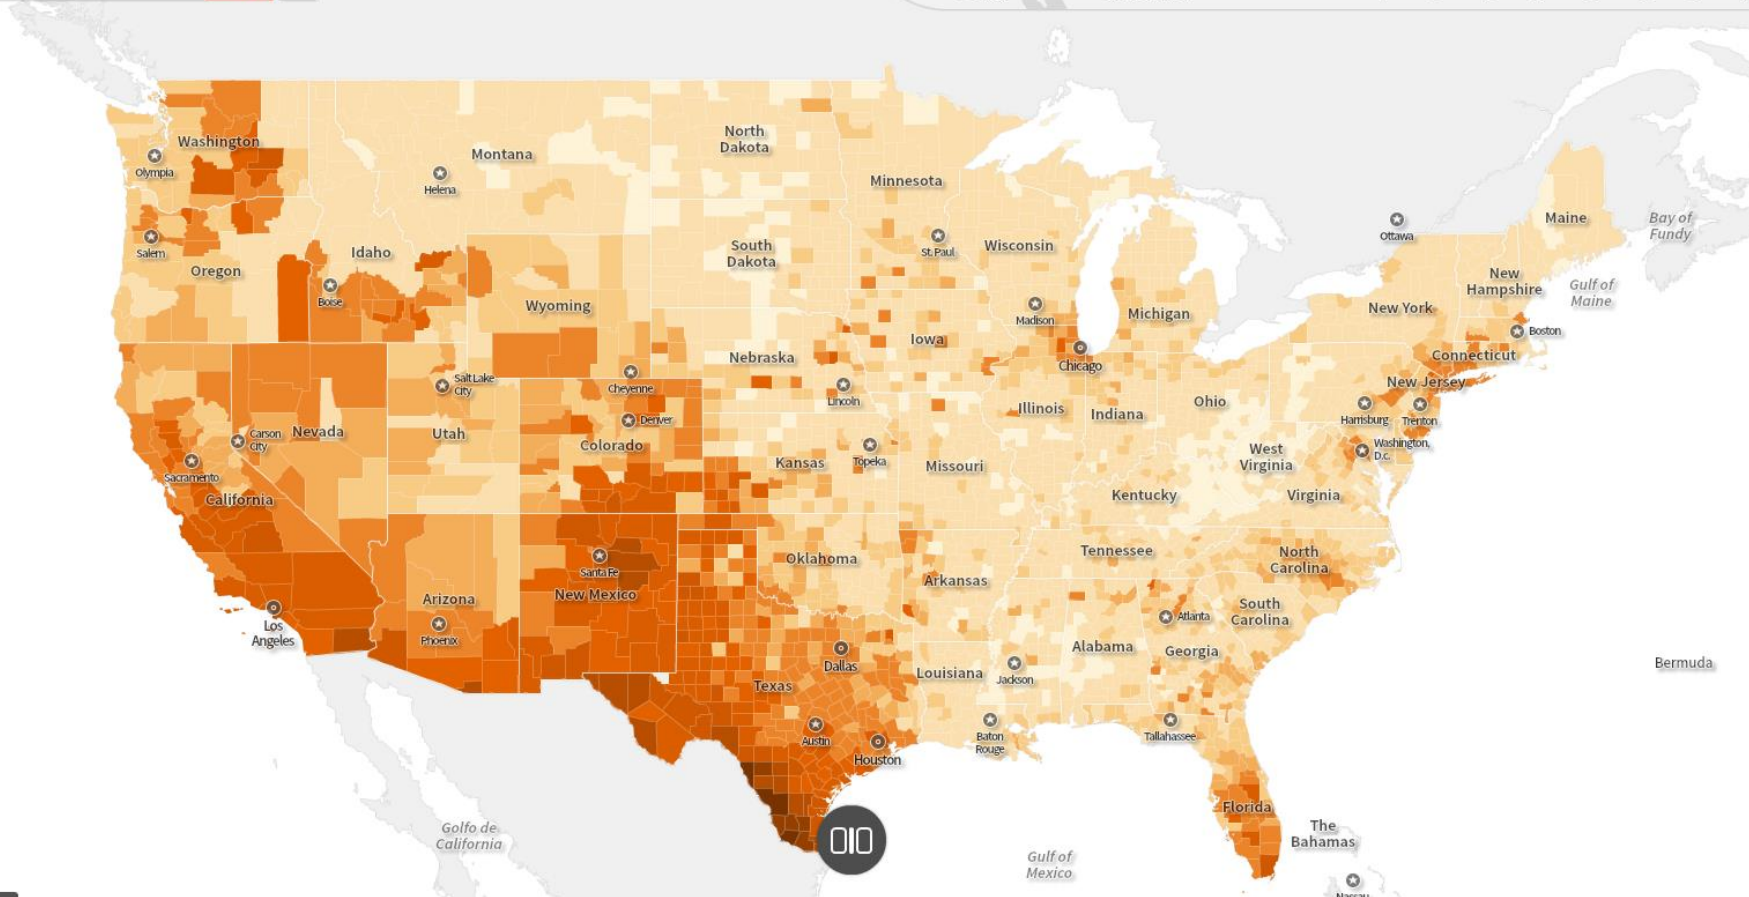 Washington
Olympia
Montana
Helena
North
Dakota
Minnesota
Salem
Oregon
Idaho
Boise
South
Dakota
St. Paul
Wisconsin
Ottawa
Maine
Bay of
Fundy
Wyoming
Madison
Michigan
New York
New
Hampshire
Gulf of
Maine
Boston
Connecticut
Iowa
Chicago
Nebraska
Lincoln
Cheyenne
Salt Lake
City
Denver
Colorado
Utah
Nevada
Carson
City
Sacramento
California
Illinois
Indiana
Ohio
New Jersey
Harrisburg
Trenton
Washington,
D.c.
West
Virginia
Virginia
Kansas
Topeka
Missouri
Kentucky
Tennessee
North
Carolina
Oklahoma
Arkansas
Santa Fe
New Mexico
Arizona
Phoenix
Los
Angeles
Dallas
Texas
Austin
Houston
Louisiana
Jackson
Baton
Rouge
Alabama
Atlanta
Georgia
South
Carolina
Tallahassee
Florida
Bermuda
The
Bahamas
Nassau
Gulf of
Mexico
Golfo de
California